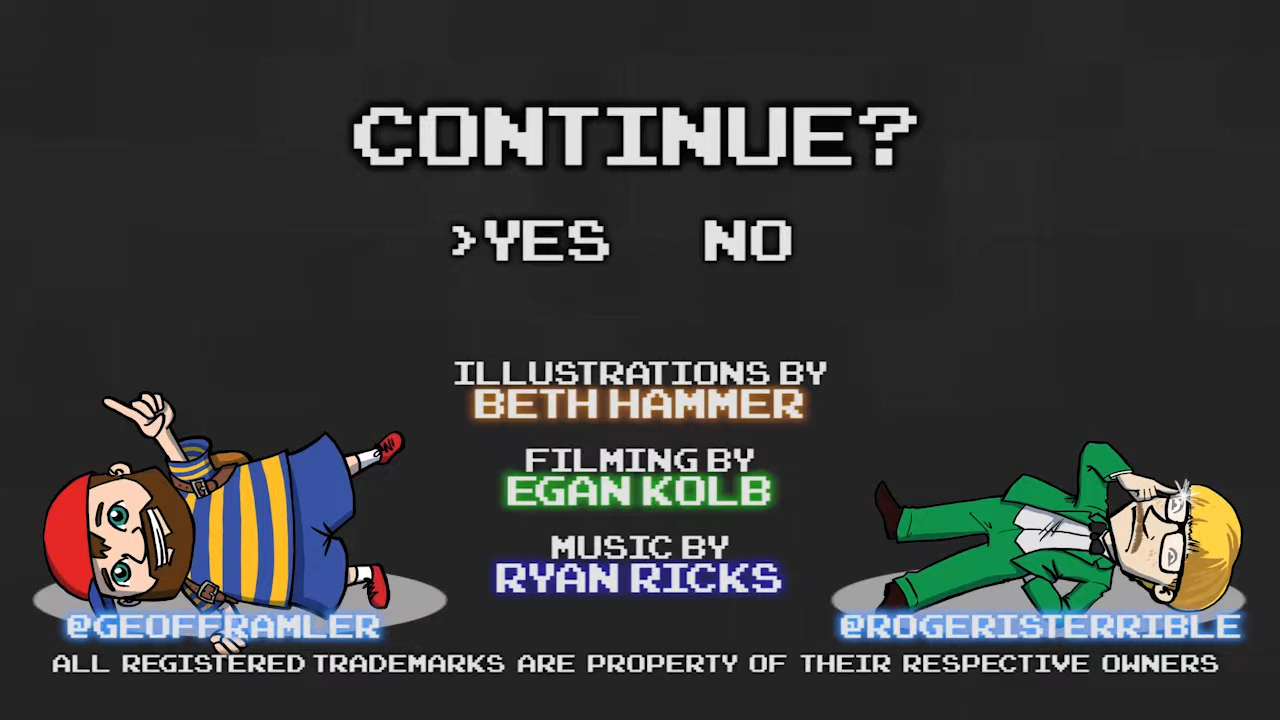 CONTINUE?
>YES NO
ILLUSTRATIONS BY
BETH HAMMER
FILMING BY
EGAN KOLB
MUSIC BY
RYAN RICKS
@GEOFFRAMLER
@ROGERISTERRIBLE
ALL REGISTERED TRADEMARKS ARE PROPERTY OF THEIR RESPECTIVE OWNERS